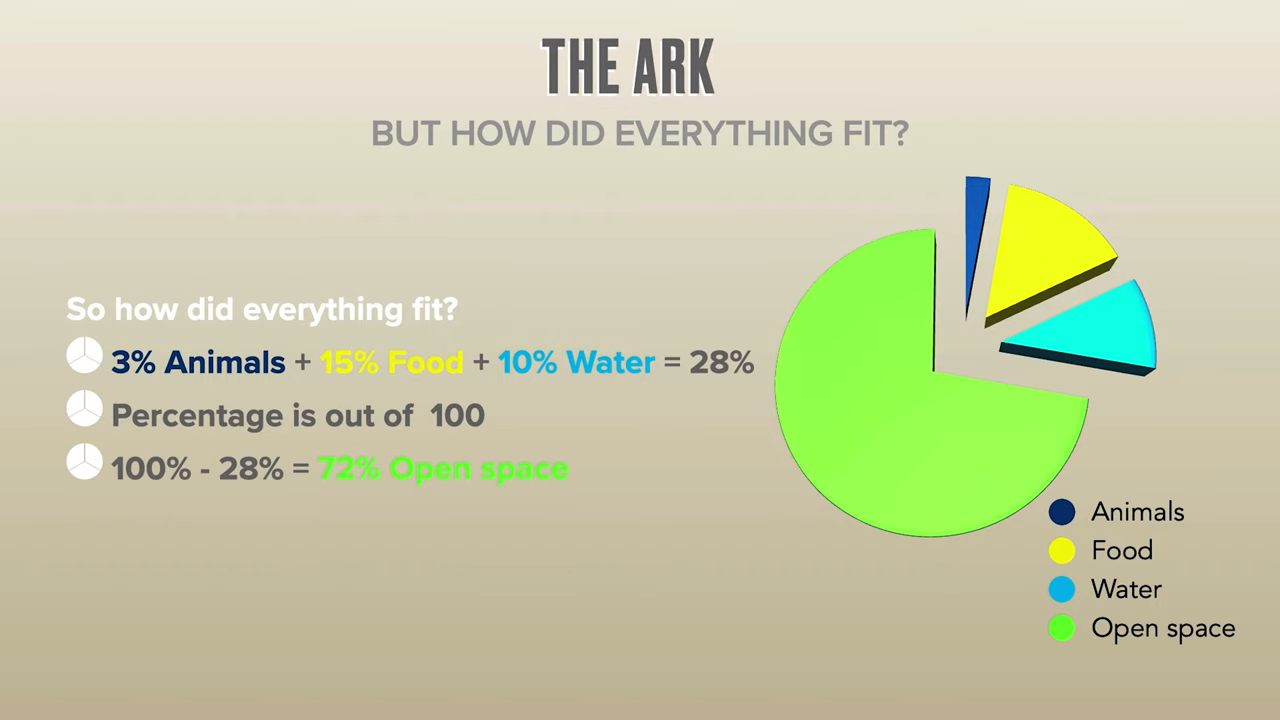 THE ARK
BUT HOW DID EVERYTHING FIT?
So how did everything fit?
3% Animals + 15% Food + 10% Water = 28%
Percentage is out of 100
100% - 28% = 72% Open space
Animals
Food
Water
Open space